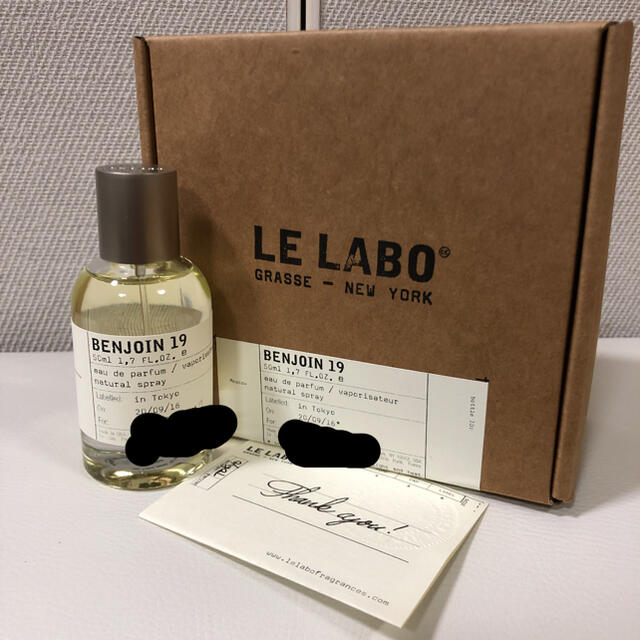 LE LABO®
GRASSE – NEW YORK
BENJOIN 19
50ml 1,7 FL.OZ. e
eau de parfum / vaporisateur
natural spray
Labelled: in Tokyo
On: 20/09/16
For:
BENJOIN 19
50ml 1,7 FL.OZ. e
eau de parfum / vaporisateur
natural spray
Labelled: in Tokyo
On: 20/09/16*
For:
LE LABO
Thank you!
www.lelabofragrances.com